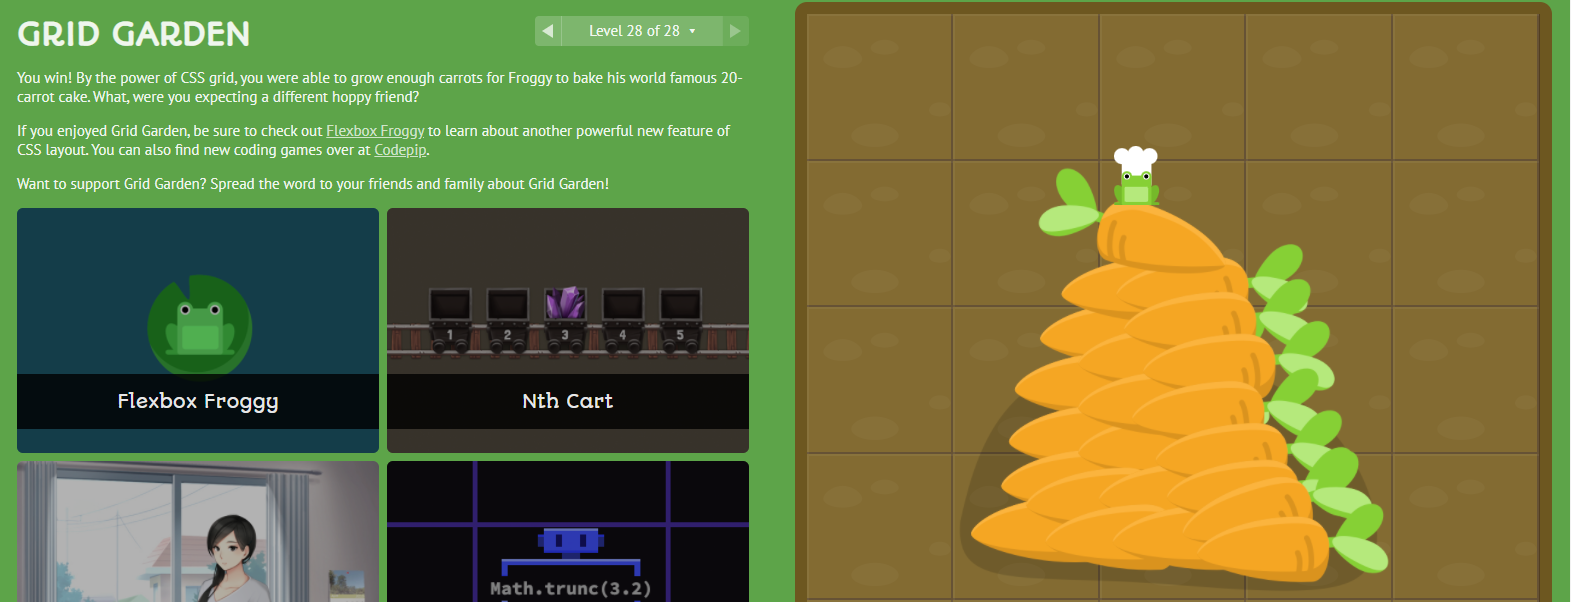 GRID GARDEN
Level 28 of 28
You win! By the power of CSS grid, you were able to grow enough carrots for Froggy to bake his world famous 20-
carrot cake. What, were you expecting a different hoppy friend?
If you enjoyed Grid Garden, be sure to check out Flexbox Froggy to learn about another powerful new feature of
CSS layout. You can also find new coding games over at Codepip.
Want to support Grid Garden? Spread the word to your friends and family about Grid Garden!
1 2 3 4 5
Flexbox Froggy
Nth Cart
Math.trunc(3.2)